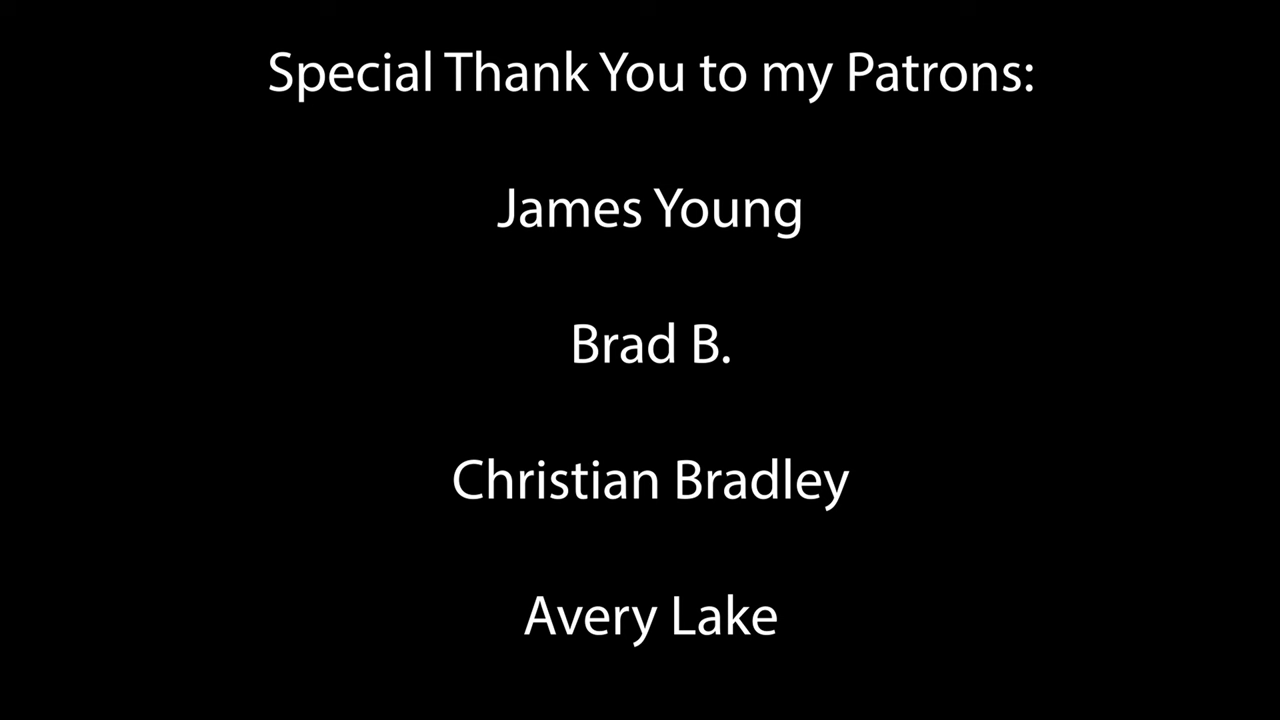 Special Thank You to my Patrons:
James Young
Brad B.
Christian Bradley
Avery Lake